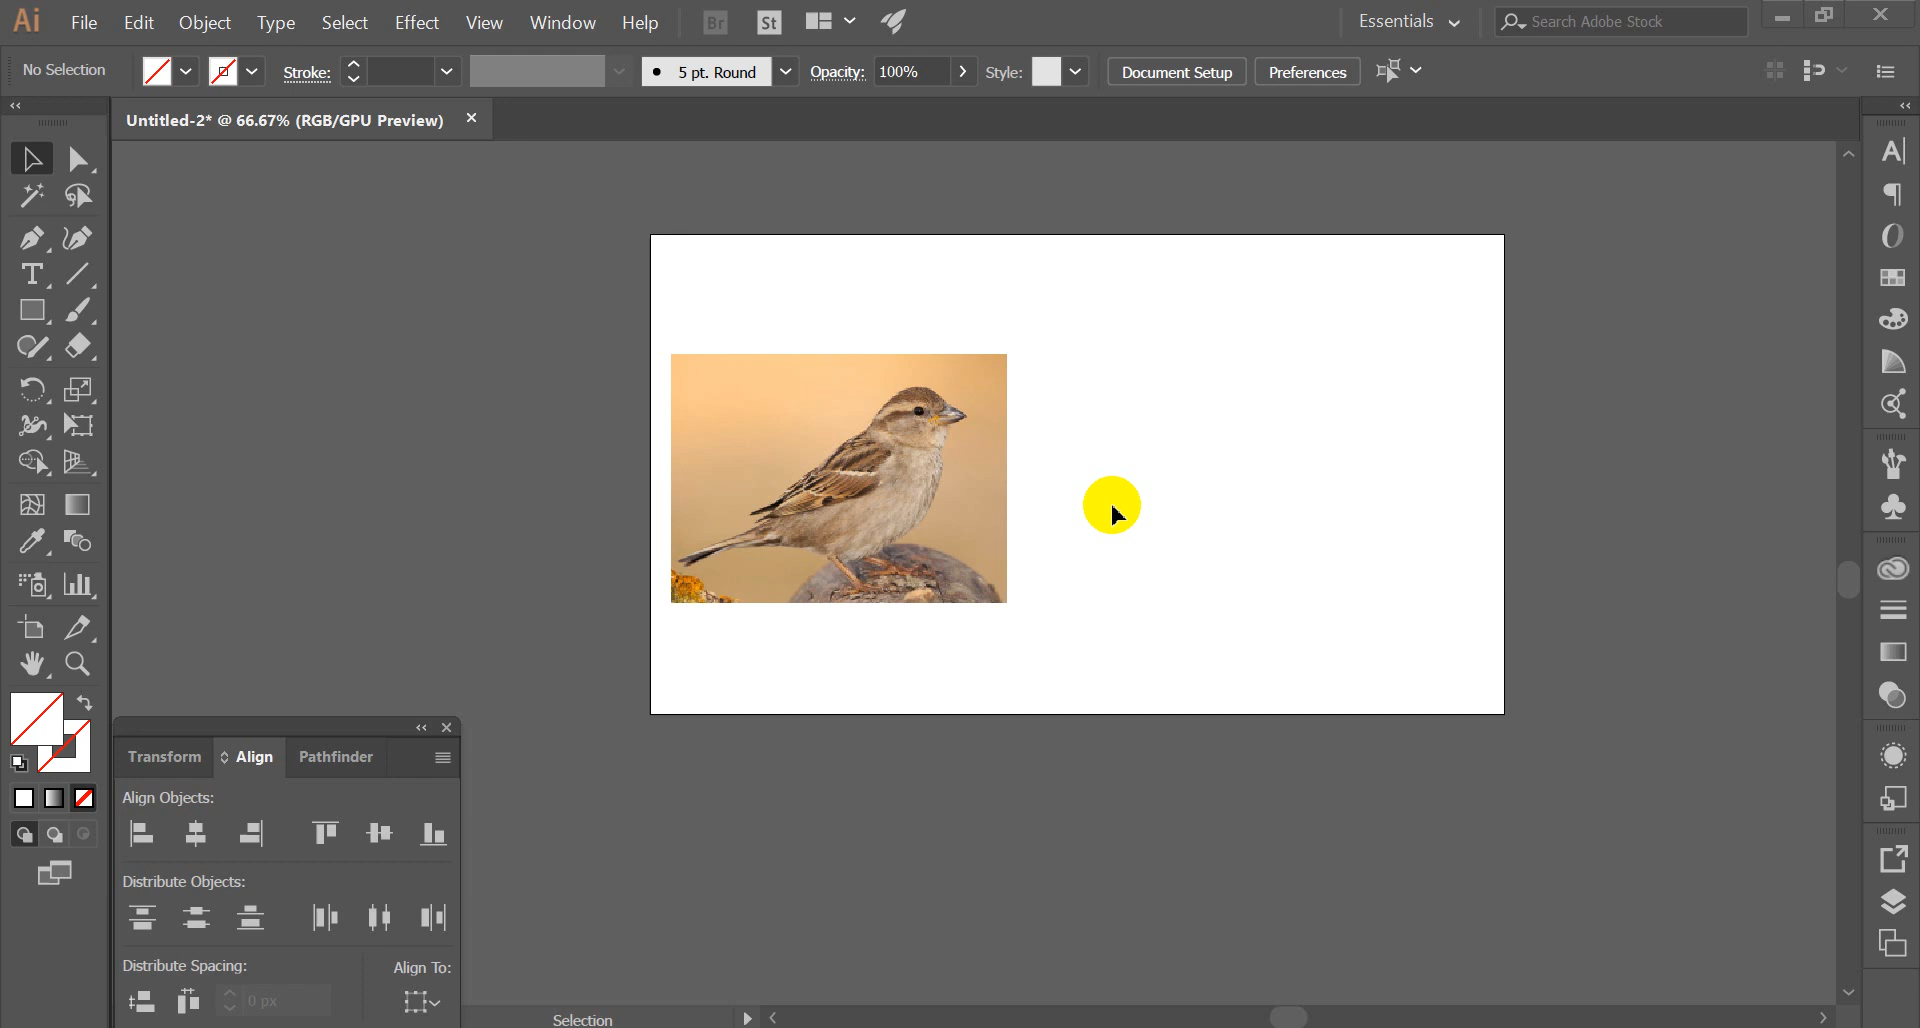 Ai File Edit Object Type Select Effect View Window Help Br St Essentials Search Adobe Stock
No Selection Stroke: 5 pt. Round Opacity: 100% Style: Document Setup Preferences
Untitled-2* @ 66.67% (RGB/GPU Preview)
Transform Align Pathfinder
Align Objects:
Distribute Objects:
Distribute Spacing: Align To:
0 px
Selection